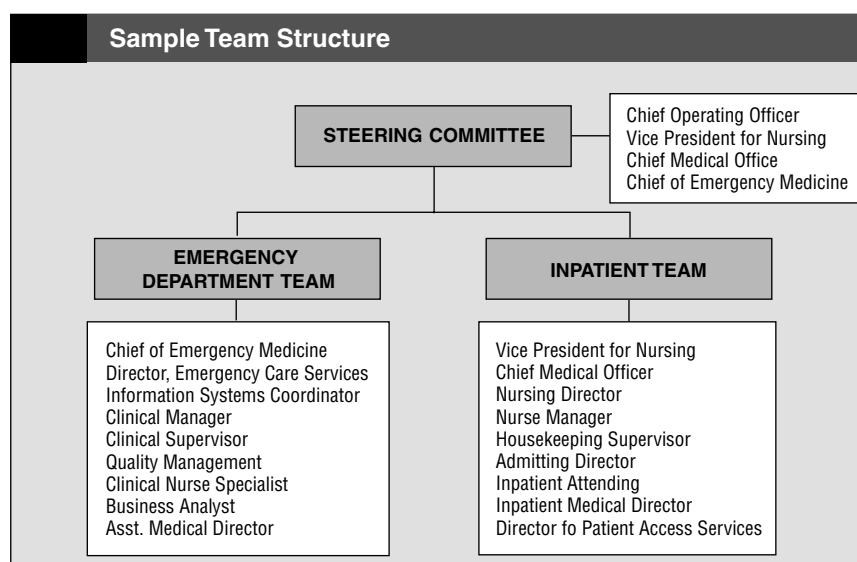 Sample Team Structure
STEERING COMMITTEE
Chief Operating Officer
Vice President for Nursing
Chief Medical Office
Chief of Emergency Medicine
EMERGENCY
DEPARTMENT TEAM
INPATIENT TEAM
Chief of Emergency Medicine
Director, Emergency Care Services
Information Systems Coordinator
Clinical Manager
Clinical Supervisor
Quality Management
Clinical Nurse Specialist
Business Analyst
Asst. Medical Director
Vice President for Nursing
Chief Medical Officer
Nursing Director
Nurse Manager
Housekeeping Supervisor
Admitting Director
Inpatient Attending
Inpatient Medical Director
Director fo Patient Access Services